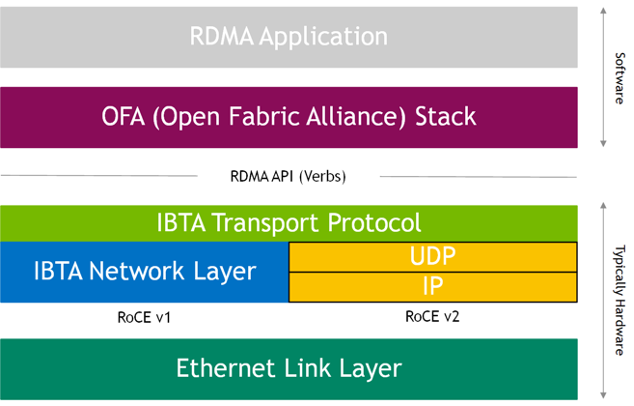 RDMA Application
Software
OFA (Open Fabric Alliance) Stack
RDMA API (Verbs)
IBTA Transport Protocol
IBTA Network Layer
UDP
IP
Typically Hardware
RoCE v1
RoCE v2
Ethernet Link Layer